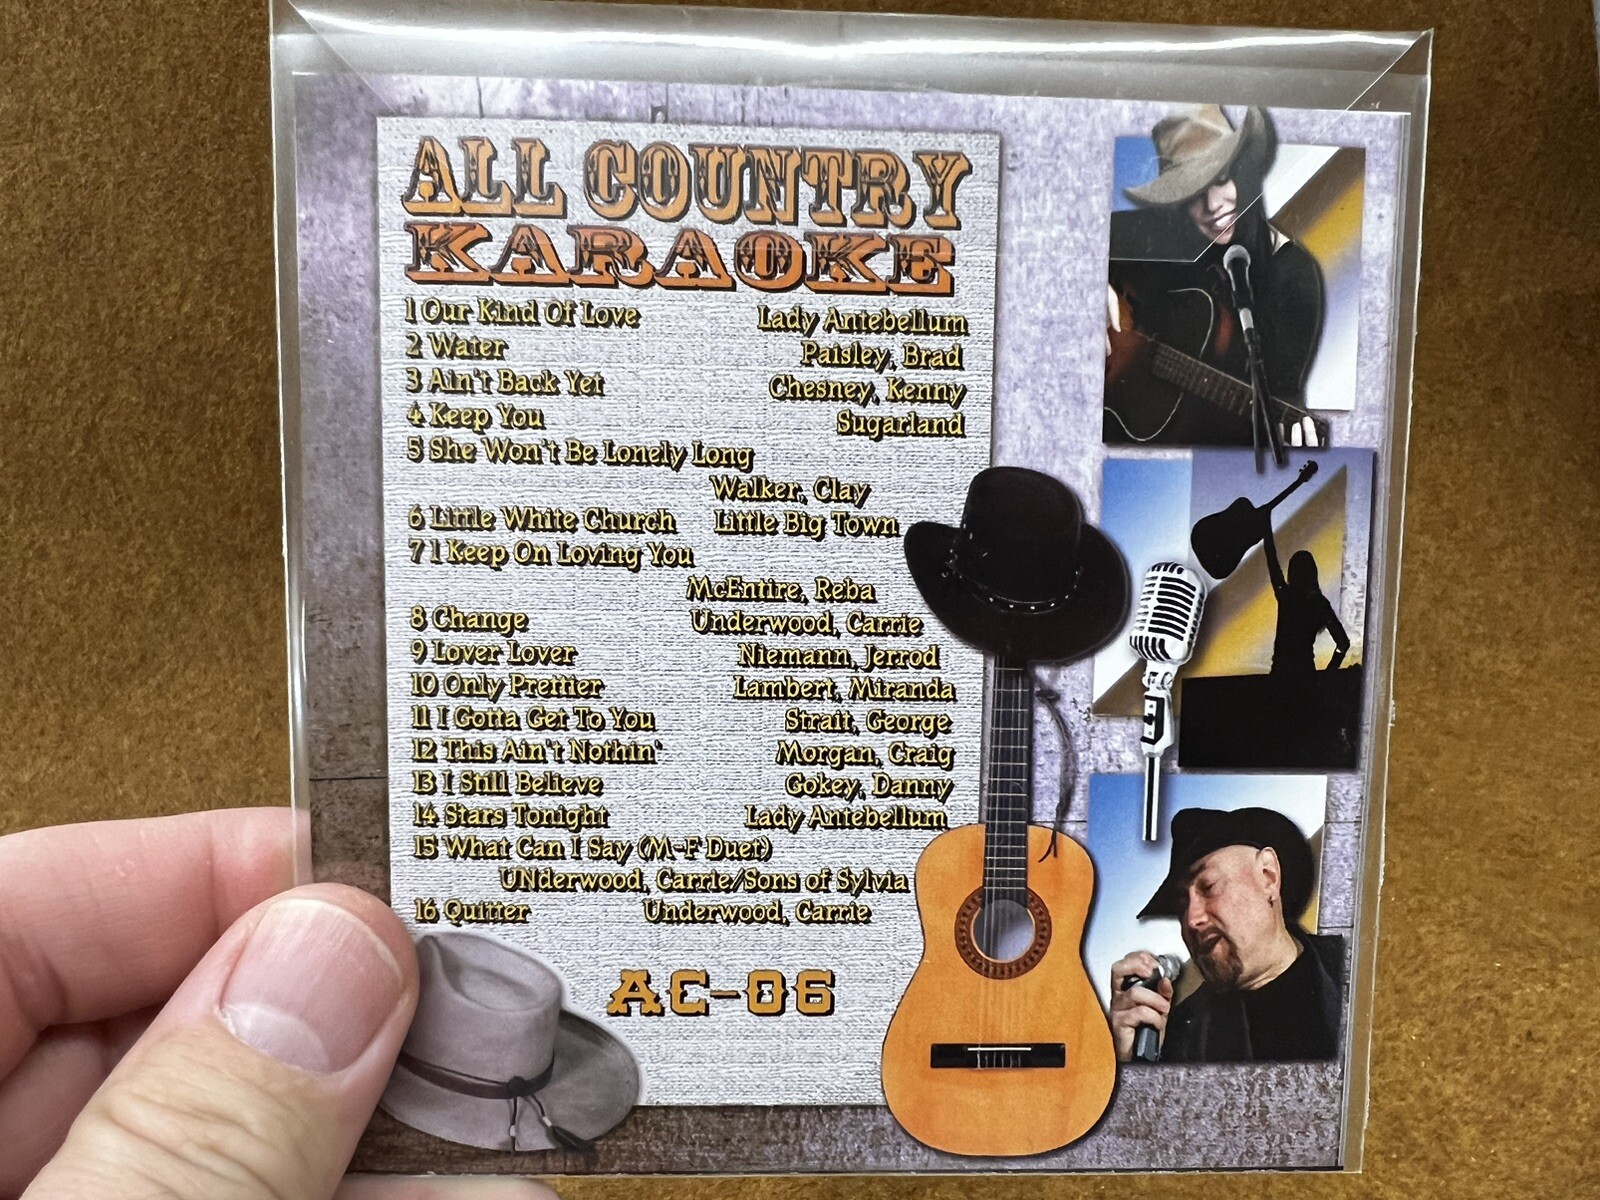 ALL COUNTRY
KARAOKE
1 Our Kind Of Love Lady Antebellum
2 Water Paisley, Brad
3 Ain't Back Yet Chesney, Kenny
4 Keep You Sugarland
5 She Won't Be Lonely Long
Walker, Clay
6 Little White Church Little Big Town
7 I Keep On Loving You
McEntire, Reba
8 Change Underwood, Carrie
9 Lover Lover Niemann, Jerrod
10 Only Prettier Lambert, Miranda
11 I Gotta Get To You Strait, George
12 This Ain't Nothin' Morgan, Craig
13 I Still Believe Gokey, Danny
14 Stars Tonight Lady Antebellum
15 What Can I Say (M-F Duet)
UNderwood, Carrie/Sons of Sylvia
16 Quitter Underwood, Carrie
AC-06